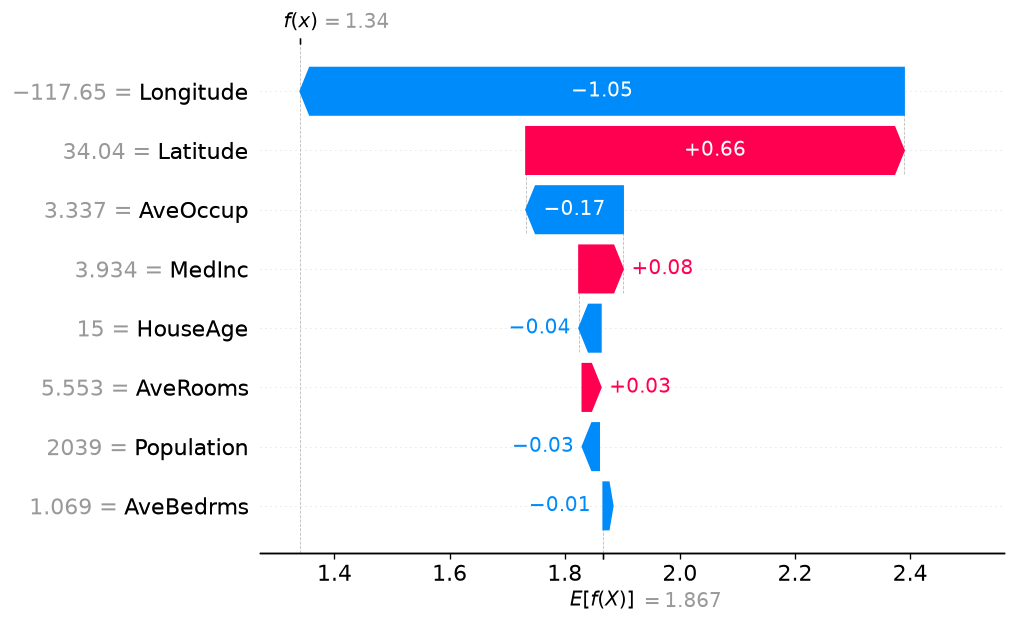 f(x) = 1.34
−117.65 = Longitude
−1.05
34.04 = Latitude
+0.66
3.337 = AveOccup
−0.17
3.934 = MedInc
+0.08
15 = HouseAge
−0.04
5.553 = AveRooms
+0.03
2039 = Population
−0.03
1.069 = AveBedrms
−0.01
1.4 1.6 1.8 2.0 2.2 2.4
E[f(X)] = 1.867